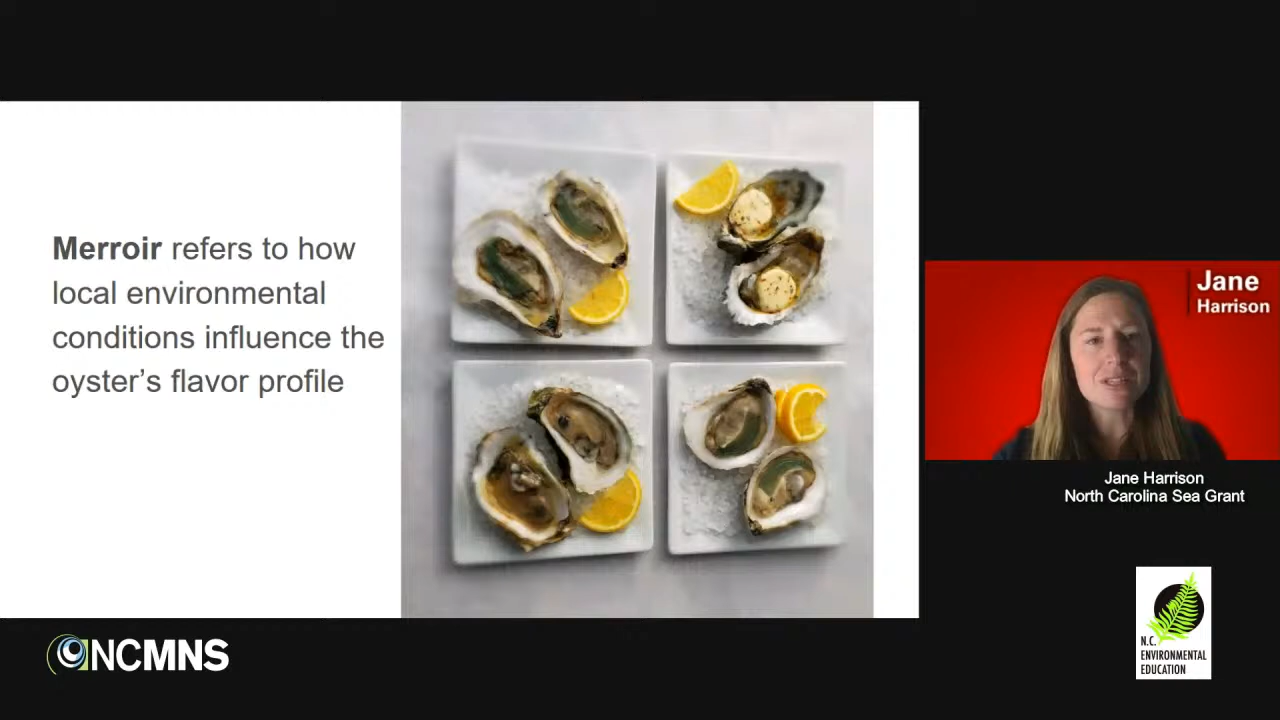 Merroir refers to how
local environmental
conditions influence the
oyster’s flavor profile
Jane
Harrison
Jane Harrison
North Carolina Sea Grant
NCMNS
N.C.
ENVIRONMENTAL
EDUCATION